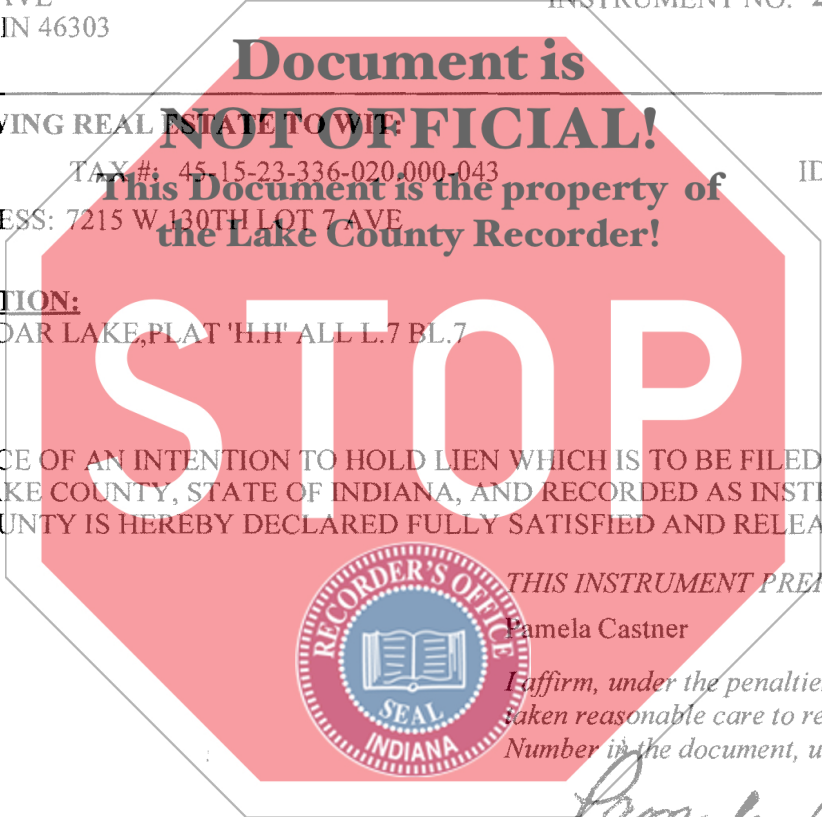 AVE
INSTRUMENT NO. 2
IN 46303
Document is
NOT OFFICIAL!
VING REAL ESTATE TO WIT:
TAX #: 45-15-23-336-020.000-043
ID
This Document is the property of
ESS: 7215 W 130TH LOT 7 AVE
the Lake County Recorder!
TION:
DAR LAKE,PLAT 'H.H' ALL L.7 BL.7
STOP
CE OF AN INTENTION TO HOLD LIEN WHICH IS TO BE FILED
AKE COUNTY, STATE OF INDIANA, AND RECORDED AS INST
UNTY IS HEREBY DECLARED FULLY SATISFIED AND RELEA
RECORDER'S OFFICE
SEAL
INDIANA
THIS INSTRUMENT PREP
Pamela Castner
I affirm, under the penaltie
taken reasonable care to re
Number in the document, u